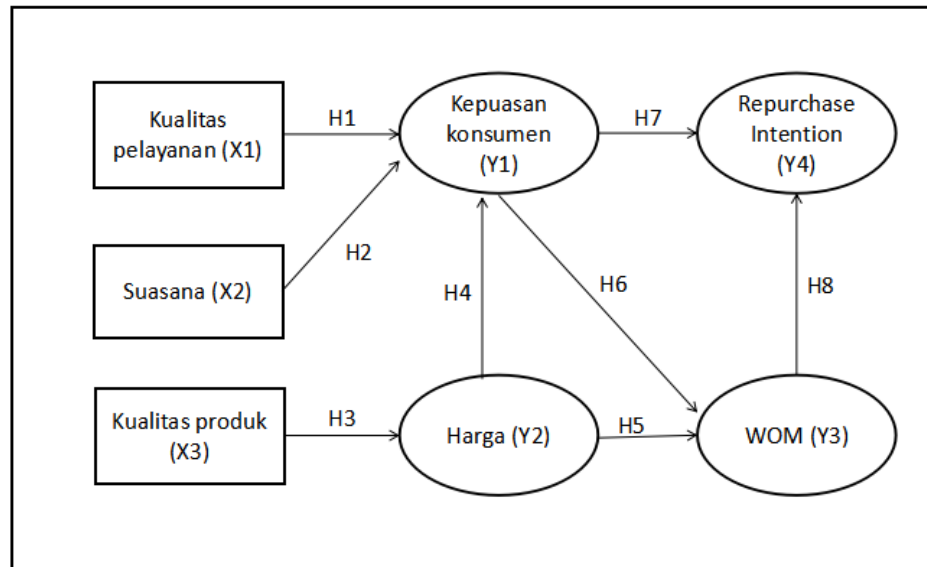 Kualitas
pelayanan (X1)
H1
Kepuasan
konsumen
(Y1)
H7
Repurchase
Intention
(Y4)
Suasana (X2)
H2
H4
H6
H8
Kualitas produk
(X3)
H3
Harga (Y2)
H5
WOM (Y3)